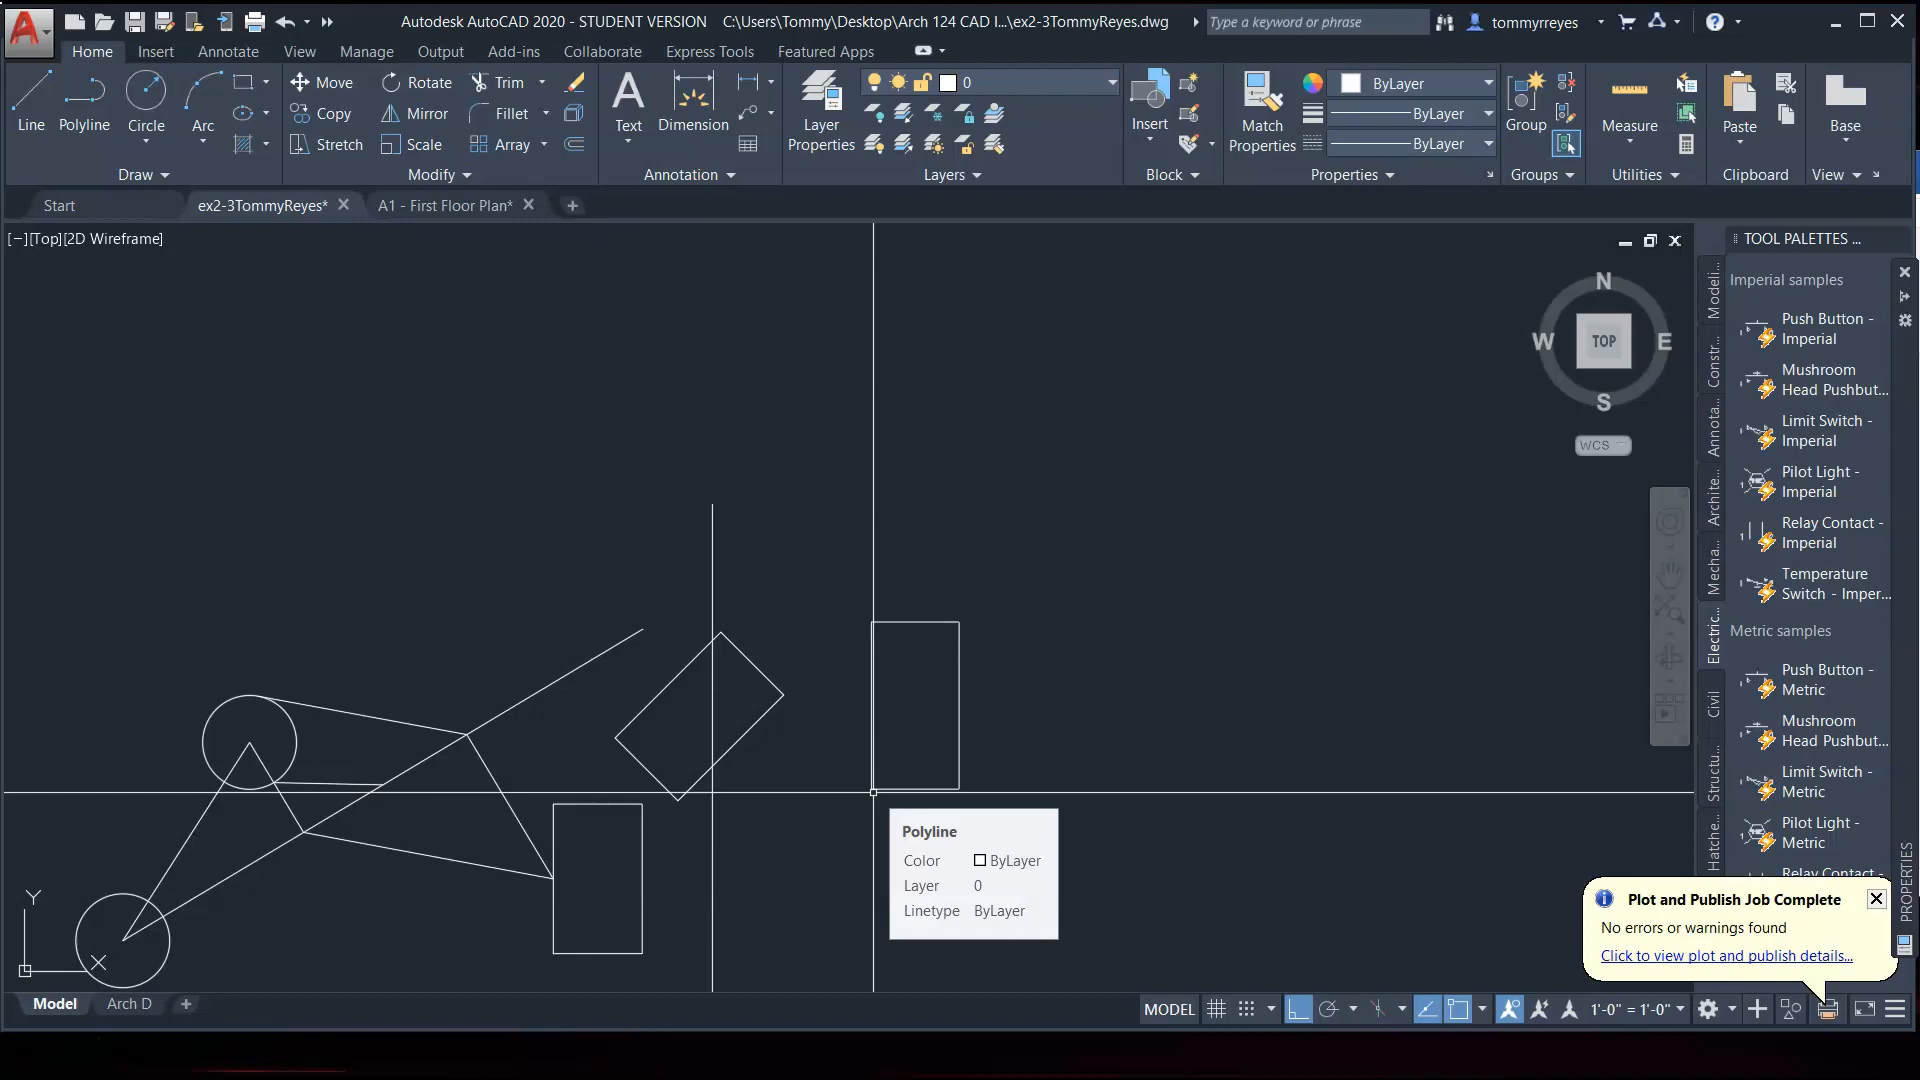 Autodesk AutoCAD 2020 - STUDENT VERSION C:\Users\Tommy\Desktop\Arch 124 CAD I...\ex2-3TommyReyes.dwg Type a keyword or phrase tommyrreyes
Home Insert Annotate View Manage Output Add-ins Collaborate Express Tools Featured Apps
Line
Polyline
Circle
Arc
Draw
Move
Rotate
Trim
Copy
Mirror
Fillet
Stretch
Scale
Array
Modify
Text
Dimension
Annotation
Layer
Properties
0
Layers
Insert
Block
Match
Properties
ByLayer
ByLayer
ByLayer
Properties
Group
Groups
Measure
Utilities
Paste
Clipboard
Base
View
Start
ex2-3TommyReyes*
A1 - First Floor Plan*
[−][Top][2D Wireframe]
N
W
TOP
E
S
WCS
TOOL PALETTES ...
Imperial samples
Push Button -
Imperial
Mushroom
Head Pushbut...
Limit Switch -
Imperial
Pilot Light -
Imperial
Relay Contact -
Imperial
Temperature
Switch - Imper...
Metric samples
Push Button -
Metric
Mushroom
Head Pushbut...
Limit Switch -
Metric
Pilot Light -
Metric
Relay Contact -
Modeli...
Constr...
Annota...
Archite...
Mecha...
Electric...
Civil
Structu...
Hatche...
PROPERTIES
Polyline
Color ByLayer
Layer 0
Linetype ByLayer
Y
X
Plot and Publish Job Complete
No errors or warnings found
Click to view plot and publish details...
Model
Arch D
MODEL
1'-0" = 1'-0"